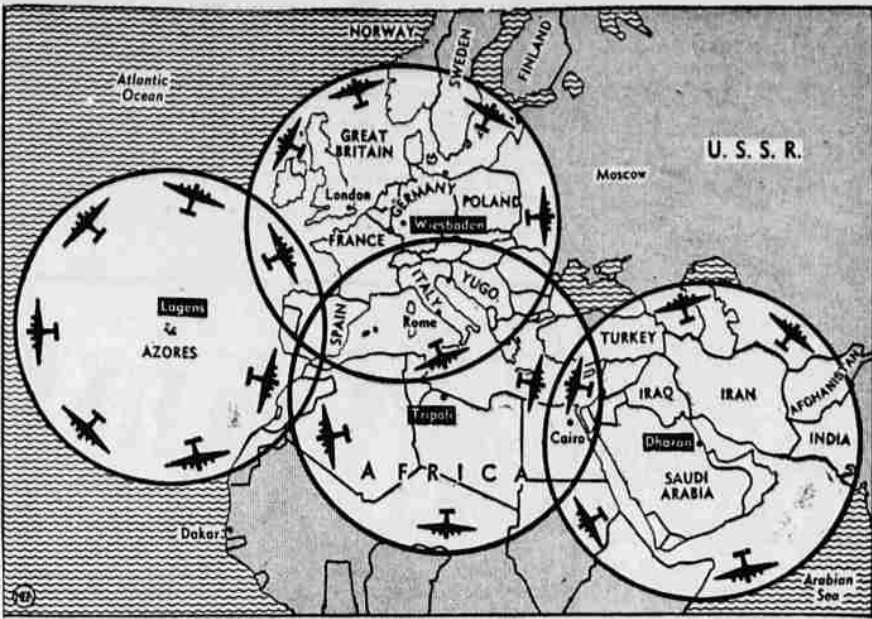 NORWAY
SWEDEN
FINLAND
Atlantic
Ocean
GREAT
BRITAIN
U. S. S. R.
Moscow
London
GERMANY
POLAND
Wiesbaden
FRANCE
ITALY
YUGO.
SPAIN
Rome
Lagens
AZORES
TURKEY
IRAQ
IRAN
AFGHANISTAN
INDIA
Tripoli
Cairo
Dharan
SAUDI
ARABIA
AFRICA
Dakar
Arabian
Sea